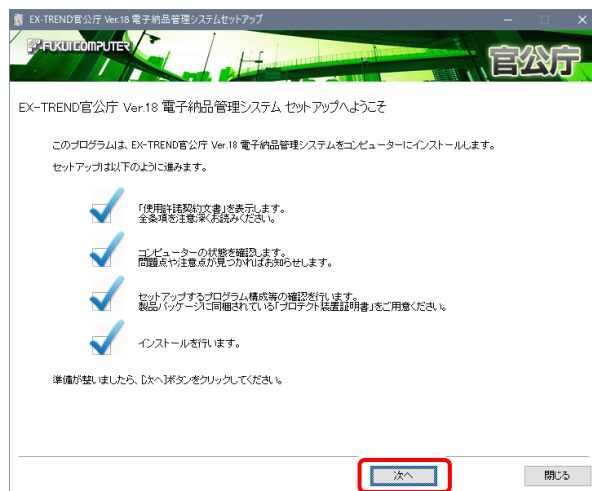 EX-TREND官公庁 Ver.18 電子納品管理システムセットアップ
FUKUI COMPUTER
官公庁
EX-TREND官公庁 Ver.18 電子納品管理システム セットアップへようこそ
このプログラムは、EX-TREND官公庁 Ver.18 電子納品管理システムをコンピューターにインストールします。
セットアップは以下のように進みます。
「使用許諾契約文書」を表示します。
全条項を注意深くお読みください。
コンピューターの状態を確認します。
問題点や注意点が見つかればお知らせします。
セットアップするプログラム構成等の確認を行います。
製品パッケージに同梱されている「プロテクト装置証明書」をご用意ください。
インストールを行います。
準備が整いましたら、[次へ]ボタンをクリックしてください。
次へ
閉じる